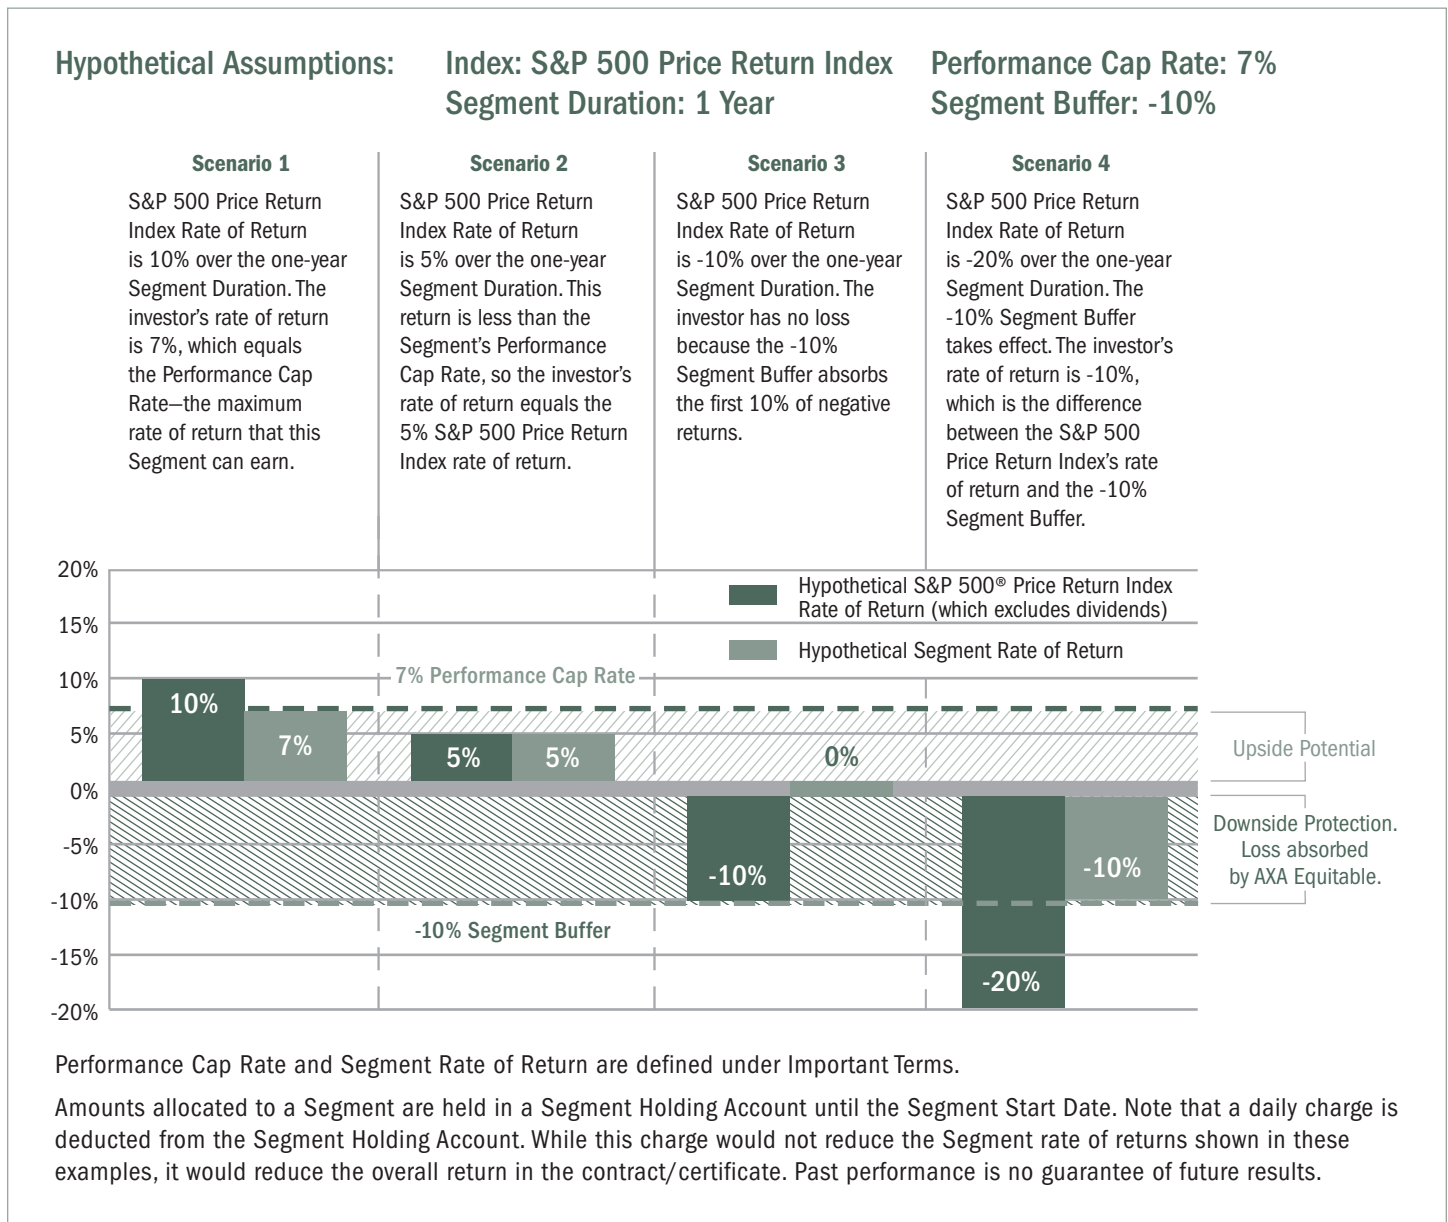 Hypothetical Assumptions:
Index: S&P 500 Price Return Index
Segment Duration: 1 Year
Performance Cap Rate: 7%
Segment Buffer: -10%
Scenario 1
S&P 500 Price Return
Index Rate of Return
is 10% over the one-year
Segment Duration. The
investor’s rate of return
is 7%, which equals
the Performance Cap
Rate—the maximum
rate of return that this
Segment can earn.
Scenario 2
S&P 500 Price Return
Index Rate of Return
is 5% over the one-year
Segment Duration. This
return is less than the
Segment’s Performance
Cap Rate, so the investor’s
rate of return equals the
5% S&P 500 Price Return
Index rate of return.
Scenario 3
S&P 500 Price Return
Index Rate of Return
is -10% over the one-year
Segment Duration. The
investor has no loss
because the -10%
Segment Buffer absorbs
the first 10% of negative
returns.
Scenario 4
S&P 500 Price Return
Index Rate of Return
is -20% over the one-year
Segment Duration. The
-10% Segment Buffer
takes effect. The investor’s
rate of return is -10%,
which is the difference
between the S&P 500
Price Return Index’s rate
of return and the -10%
Segment Buffer.
20%
15%
10%
5%
0%
-5%
-10%
-15%
-20%
Hypothetical S&P 500® Price Return Index
Rate of Return (which excludes dividends)
Hypothetical Segment Rate of Return
7% Performance Cap Rate
10%
7%
5%
5%
0%
-10%
-10%
-20%
-10% Segment Buffer
Upside Potential
Downside Protection.
Loss absorbed
by AXA Equitable.
Performance Cap Rate and Segment Rate of Return are defined under Important Terms.
Amounts allocated to a Segment are held in a Segment Holding Account until the Segment Start Date. Note that a daily charge is
deducted from the Segment Holding Account. While this charge would not reduce the Segment rate of returns shown in these
examples, it would reduce the overall return in the contract/certificate. Past performance is no guarantee of future results.